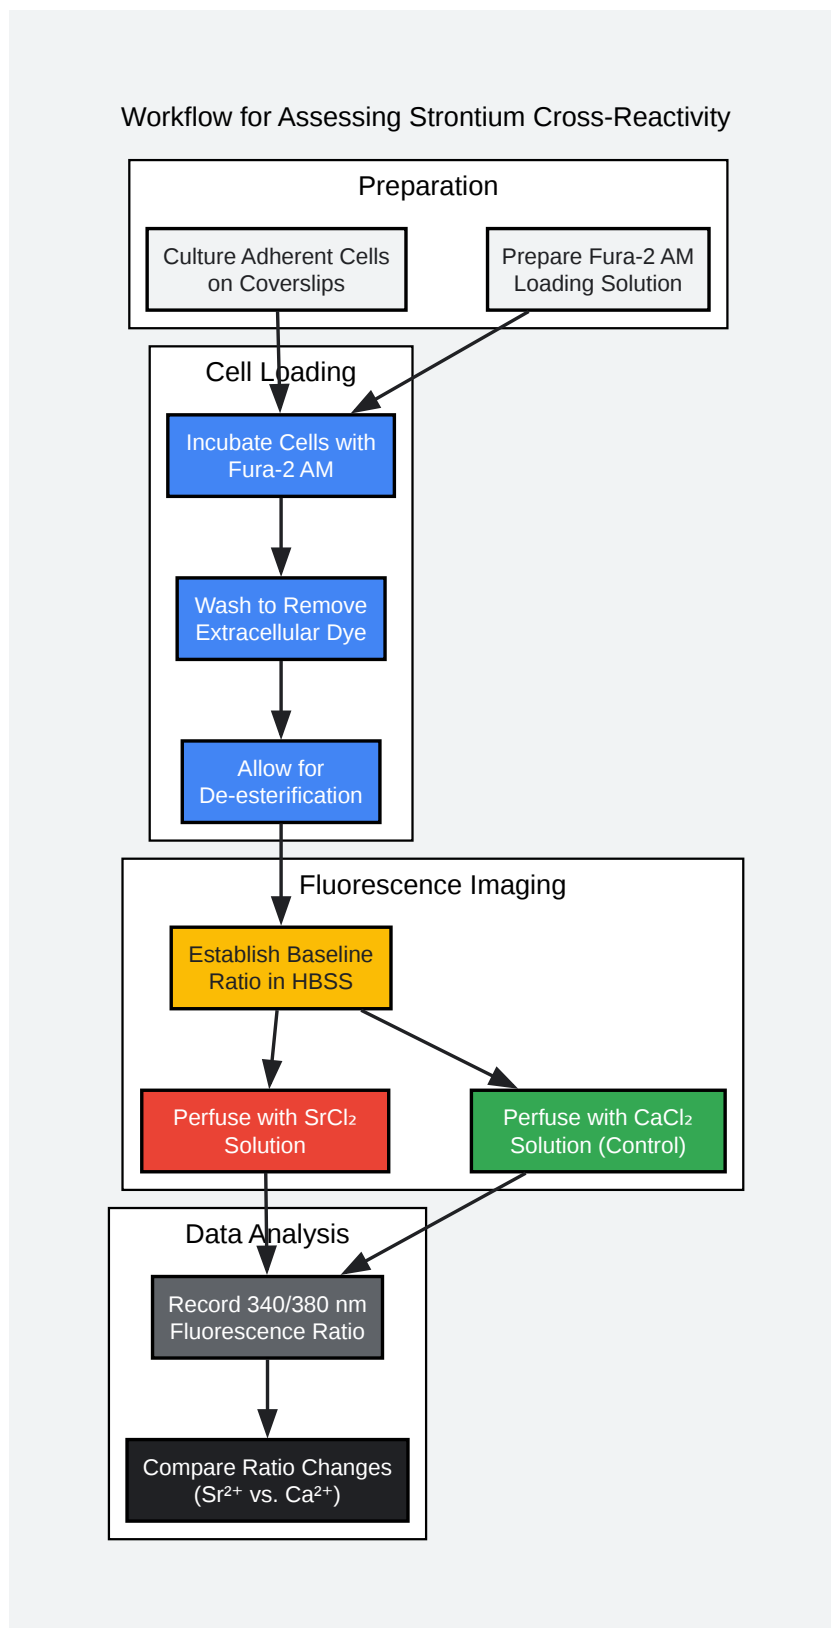 Workflow for Assessing Strontium Cross-Reactivity
Preparation
Culture Adherent Cells
on Coverslips
Prepare Fura-2 AM
Loading Solution
Cell Loading
Incubate Cells with
Fura-2 AM
Wash to Remove
Extracellular Dye
Allow for
De-esterification
Fluorescence Imaging
Establish Baseline
Ratio in HBSS
Perfuse with SrCl₂
Solution
Perfuse with CaCl₂
Solution (Control)
Data Analysis
Record 340/380 nm
Fluorescence Ratio
Compare Ratio Changes
(Sr²⁺ vs. Ca²⁺)